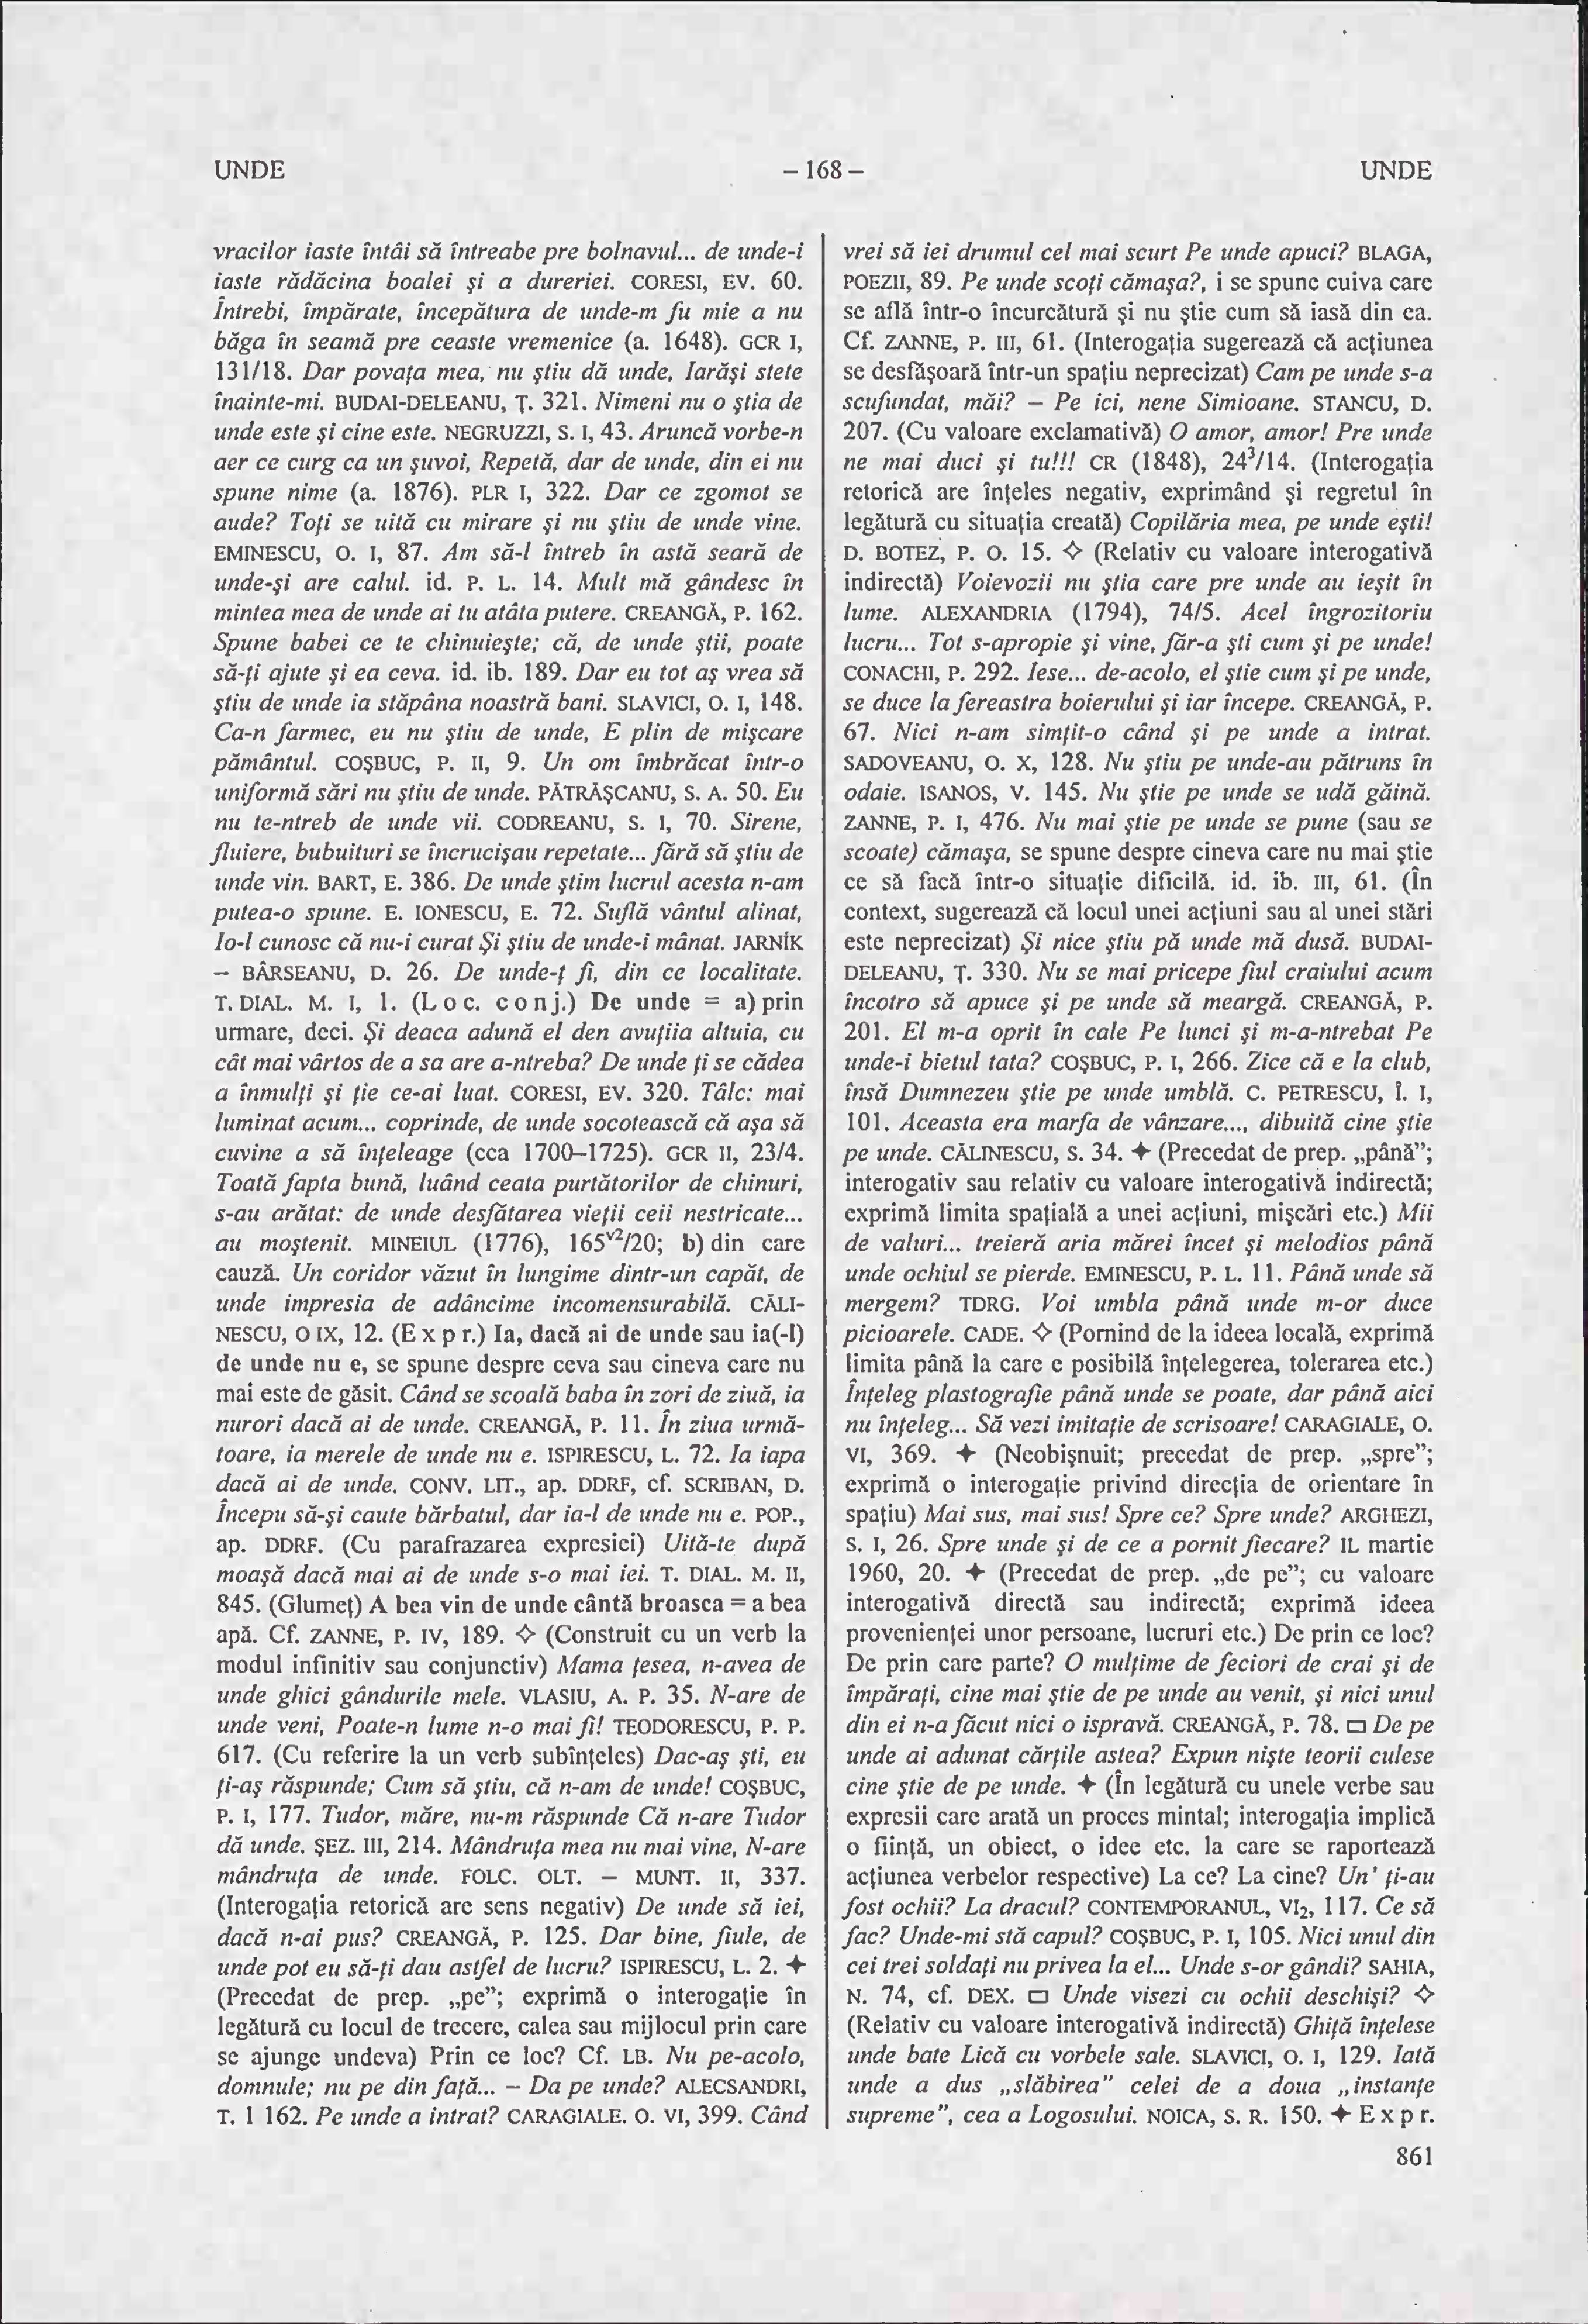 UNDE – 168 – UNDE
vracilor iaste întâi să întreabe pre bolnavul... de unde-i
iaste rădăcina boalei şi a dureriei. CORESI, EV. 60.
Întrebi, împărate, începătura de unde-m fu mie a nu
băga în seamă pre ceaste vremenice (a. 1648). GCR I,
131/18. Dar povaţa mea, nu ştiu dă unde, Iarăşi stete
înainte-mi. BUDAI-DELEANU, Ţ. 321. Nimeni nu o ştia de
unde este şi cine este. NEGRUZZI, S. I, 43. Aruncă vorbe-n
aer ce curg ca un şuvoi, Repetă, dar de unde, din ei nu
spune nime (a. 1876). PLR I, 322. Dar ce zgomot se
aude? Toţi se uită cu mirare şi nu ştiu de unde vine.
EMINESCU, O. I, 87. Am să-l întreb în astă seară de
unde-şi are calul. id. P. L. 14. Mult mă gândesc în
mintea mea de unde ai tu atâta putere. CREANGĂ, P. 162.
Spune babei ce te chinuieşte; că, de unde ştii, poate
să-ţi ajute şi ea ceva. id. ib. 189. Dar eu tot aş vrea să
ştiu de unde ia stăpâna noastră bani. SLAVICI, O. I, 148.
Ca-n farmec, eu nu ştiu de unde, E plin de mişcare
pământul. COŞBUC, P. II, 9. Un om îmbrăcat într-o
uniformă sări nu ştiu de unde. PĂTRĂŞCANU, S. A. 50. Eu
nu te-ntreb de unde vii. CODREANU, S. I, 70. Sirene,
fluiere, bubuituri se încrucişau repetate... fără să ştiu de
unde vin. BART, E. 386. De unde ştim lucrul acesta n-am
putea-o spune. E. IONESCU, E. 72. Suflă vântul alinat,
Io-l cunosc că nu-i curat Şi ştiu de unde-i mânat. JARNÍK
– BÂRSEANU, D. 26. De unde-ţ fi, din ce localitate.
T. DIAL. M. I, 1. (Loc. conj.) De unde = a) prin
urmare, deci. Şi deaca adună el den avuţiia altuia, cu
cât mai vârtos de a sa are a-ntreba? De unde ţi se cădea
a înmulţi şi ţie ce-ai luat. CORESI, EV. 320. Tâlc: mai
luminat acum... coprinde, de unde socotească că aşa să
cuvine a să înţeleage (cca 1700–1725). GCR II, 23/4.
Toată fapta bună, luând ceata purtătorilor de chinuri,
s-au arătat: de unde desfătarea vieţii ceii nestricate...
au moştenit. MINEIUL (1776), 165ᵛ²/20; b) din care
cauză. Un coridor văzut în lungime dintr-un capăt, de
unde impresia de adâncime incomensurabilă. CĂLI-
NESCU, O IX, 12. (Expr.) Ia, dacă ai de unde sau ia(-l)
de unde nu e, se spune despre ceva sau cineva care nu
mai este de găsit. Când se scoală baba în zori de ziuă, ia
nurori dacă ai de unde. CREANGĂ, P. 11. În ziua urmă-
toare, ia merele de unde nu e. ISPIRESCU, L. 72. Ia iapa
dacă ai de unde. CONV. LIT., ap. DDRF, cf. SCRIBAN, D.
Începu să-şi caute bărbatul, dar ia-l de unde nu e. POP.,
ap. DDRF. (Cu parafrazarea expresiei) Uită-te după
moaşă dacă mai ai de unde s-o mai iei. T. DIAL. M. II,
845. (Glumeţ) A bea vin de unde cântă broasca = a bea
apă. Cf. ZANNE, P. IV, 189. ◇ (Construit cu un verb la
modul infinitiv sau conjunctiv) Mama ţesea, n-avea de
unde ghici gândurile mele. VLASIU, A. P. 35. N-are de
unde veni, Poate-n lume n-o mai fi! TEODORESCU, P. P.
617. (Cu referire la un verb subînţeles) Dac-aş şti, eu
ţi-aş răspunde; Cum să ştiu, că n-am de unde! COŞBUC,
P. I, 177. Tudor, măre, nu-m răspunde Că n-are Tudor
dă unde. ŞEZ. III, 214. Mândruţa mea nu mai vine, N-are
mândruţa de unde. FOLC. OLT. – MUNT. II, 337.
(Interogaţia retorică are sens negativ) De unde să iei,
dacă n-ai pus? CREANGĂ, P. 125. Dar bine, fiule, de
unde pot eu să-ţi dau astfel de lucru? ISPIRESCU, L. 2. ✦
(Precedat de prep. „pe”; exprimă o interogaţie în
legătură cu locul de trecere, calea sau mijlocul prin care
se ajunge undeva) Prin ce loc? Cf. LB. Nu pe-acolo,
domnule; nu pe din faţă... – Da pe unde? ALECSANDRI,
T. I 162. Pe unde a intrat? CARAGIALE. O. VI, 399. Când
vrei să iei drumul cel mai scurt Pe unde apuci? BLAGA,
POEZII, 89. Pe unde scoţi cămaşa?, i se spune cuiva care
se află într-o încurcătură şi nu ştie cum să iasă din ea.
Cf. ZANNE, P. III, 61. (Interogaţia sugerează că acţiunea
se desfăşoară într-un spaţiu neprecizat) Cam pe unde s-a
scufundat, măi? – Pe ici, nene Simioane. STANCU, D.
207. (Cu valoare exclamativă) O amor, amor! Pre unde
ne mai duci şi tu!!! CR (1848), 24³/14. (Interogaţia
retorică are înţeles negativ, exprimând şi regretul în
legătură cu situaţia creată) Copilăria mea, pe unde eşti!
D. BOTEZ, P. O. 15. ◇ (Relativ cu valoare interogativă
indirectă) Voievozii nu ştia care pre unde au ieşit în
lume. ALEXANDRIA (1794), 74/5. Acel îngrozitoriu
lucru... Tot s-apropie şi vine, făr-a şti cum şi pe unde!
CONACHI, P. 292. Iese... de-acolo, el ştie cum şi pe unde,
se duce la fereastra boierului şi iar începe. CREANGĂ, P.
67. Nici n-am simţit-o când şi pe unde a intrat.
SADOVEANU, O. X, 128. Nu ştiu pe unde-au pătruns în
odaie. ISANOS, V. 145. Nu ştie pe unde se udă găină.
ZANNE, P. I, 476. Nu mai ştie pe unde se pune (sau se
scoate) cămaşa, se spune despre cineva care nu mai ştie
ce să facă într-o situaţie dificilă. id. ib. III, 61. (În
context, sugerează că locul unei acţiuni sau al unei stări
este neprecizat) Şi nice ştiu pă unde mă dusă. BUDAI-
DELEANU, Ţ. 330. Nu se mai pricepe fiul craiului acum
încotro să apuce şi pe unde să meargă. CREANGĂ, P.
201. El m-a oprit în cale Pe lunci şi m-a-ntrebat Pe
unde-i bietul tata? COŞBUC, P. I, 266. Zice că e la club,
însă Dumnezeu ştie pe unde umblă. C. PETRESCU, Î. I,
101. Aceasta era marfa de vânzare..., dibuită cine ştie
pe unde. CĂLINESCU, S. 34. ✦ (Precedat de prep. „până”;
interogativ sau relativ cu valoare interogativă indirectă;
exprimă limita spaţială a unei acţiuni, mişcări etc.) Mii
de valuri... treieră aria mărei încet şi melodios până
unde ochiul se pierde. EMINESCU, P. L. 11. Până unde să
mergem? TDRG. Voi umbla până unde m-or duce
picioarele. CADE. ◇ (Pornind de la ideea locală, exprimă
limita până la care e posibilă înţelegerea, tolerarea etc.)
Înţeleg plastografie până unde se poate, dar până aici
nu înţeleg... Să vezi imitaţie de scrisoare! CARAGIALE, O.
VI, 369. ✦ (Neobişnuit; precedat de prep. „spre”;
exprimă o interogaţie privind direcţia de orientare în
spaţiu) Mai sus, mai sus! Spre ce? Spre unde? ARGHEZI,
S. I, 26. Spre unde şi de ce a pornit fiecare? IL martie
1960, 20. ✦ (Precedat de prep. „de pe”; cu valoare
interogativă directă sau indirectă; exprimă ideea
provenienţei unor persoane, lucruri etc.) De prin ce loc?
De prin care parte? O mulţime de feciori de crai şi de
împăraţi, cine mai ştie de pe unde au venit, şi nici unul
din ei n-a făcut nici o ispravă. CREANGĂ, P. 78. ▭ De pe
unde ai adunat cărţile astea? Expun nişte teorii culese
cine ştie de pe unde. ✦ (În legătură cu unele verbe sau
expresii care arată un proces mintal; interogaţia implică
o fiinţă, un obiect, o idee etc. la care se raportează
acţiunea verbelor respective) La ce? La cine? Un' ţi-au
fost ochii? La dracul? CONTEMPORANUL, VI₂, 117. Ce să
fac? Unde-mi stă capul? COŞBUC, P. I, 105. Nici unul din
cei trei soldaţi nu privea la el... Unde s-or gândi? SAHIA,
N. 74, cf. DEX. ▭ Unde visezi cu ochii deschişi? ◇
(Relativ cu valoare interogativă indirectă) Ghiţă înţelese
unde bate Lică cu vorbele sale. SLAVICI, O. I, 129. Iată
unde a dus „slăbirea” celei de a doua „instanţe
supreme”, cea a Logosului. NOICA, S. R. 150. ✦ Expr.
861